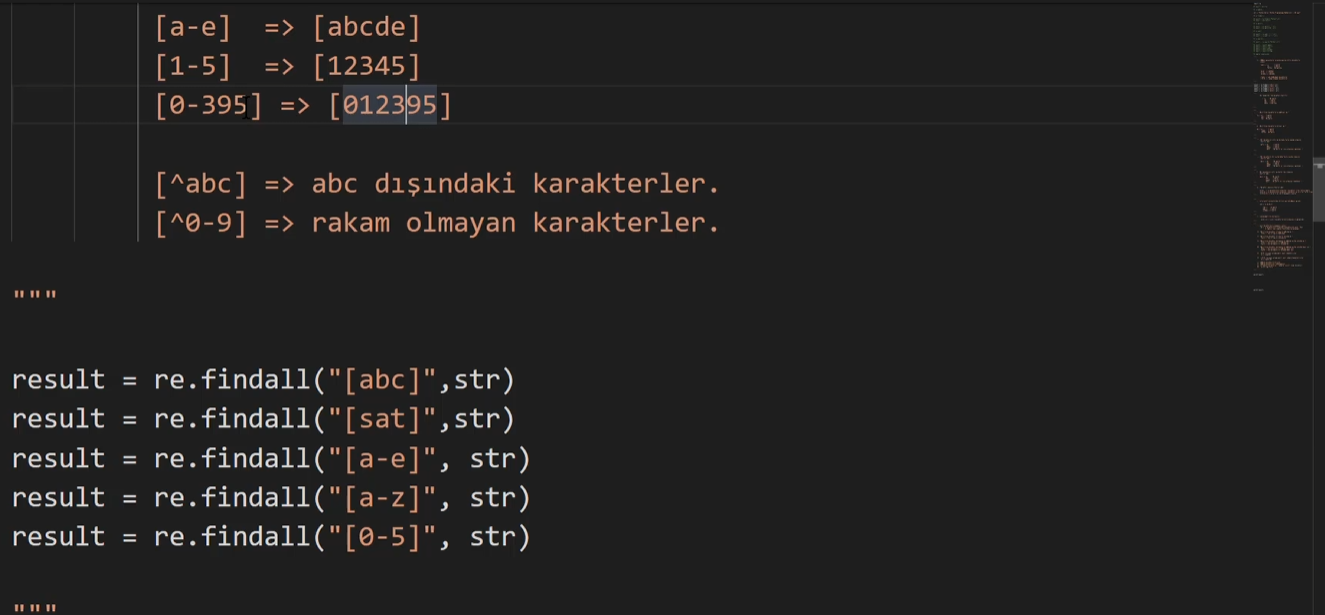 [a-e]  => [abcde]
[1-5]  => [12345]
[0-395] => [012395]
[^abc] => abc dışındaki karakterler.
[^0-9] => rakam olmayan karakterler.
"""
result = re.findall("[abc]",str)
result = re.findall("[sat]",str)
result = re.findall("[a-e]", str)
result = re.findall("[a-z]", str)
result = re.findall("[0-5]", str)
"""